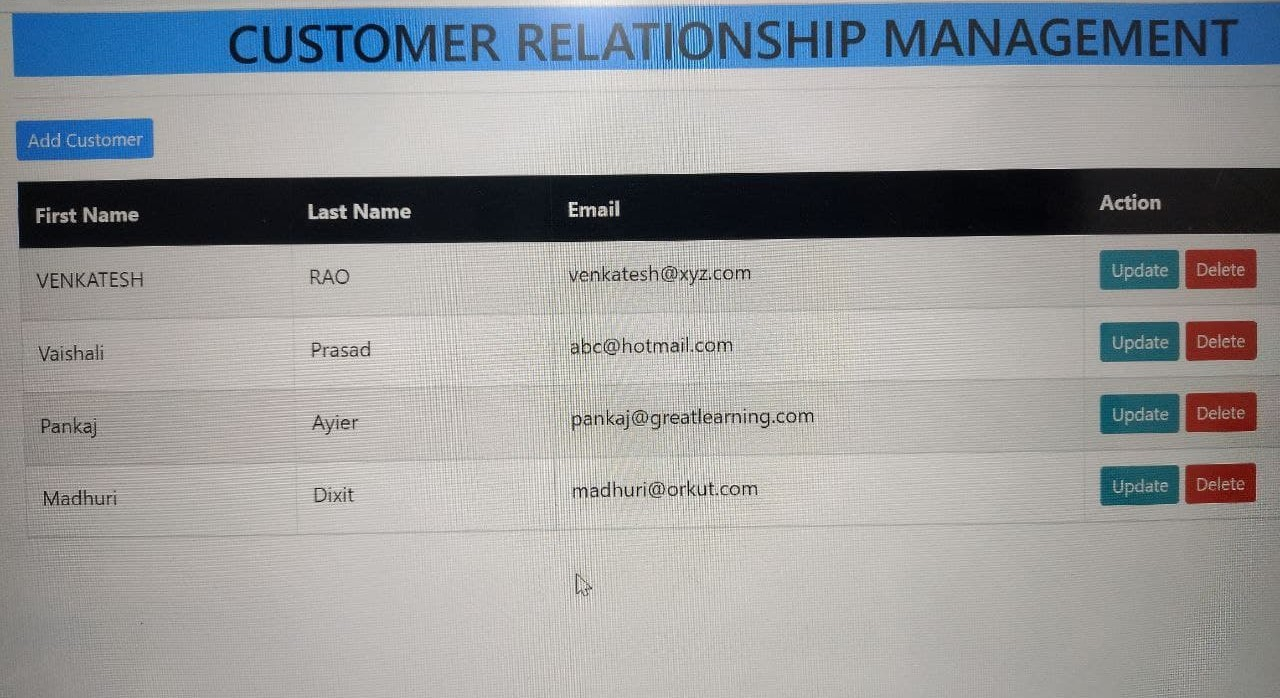 CUSTOMER RELATIONSHIP MANAGEMENT
Add Customer
First Name Last Name Email Action
VENKATESH RAO venkatesh@xyz.com Update Delete
Vaishali Prasad abc@hotmail.com Update Delete
Pankaj Ayier pankaj@greatlearning.com Update Delete
Madhuri Dixit madhuri@orkut.com Update Delete